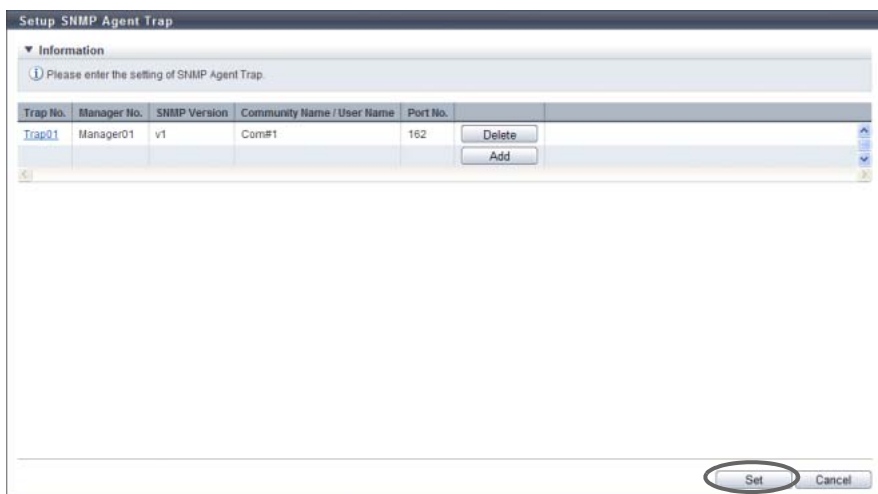 Setup SNMP Agent Trap
Information
Please enter the setting of SNMP Agent Trap.
Trap No. Manager No. SNMP Version Community Name / User Name Port No.
Trap01 Manager01 v1 Com#1 162 Delete
Add
Set Cancel